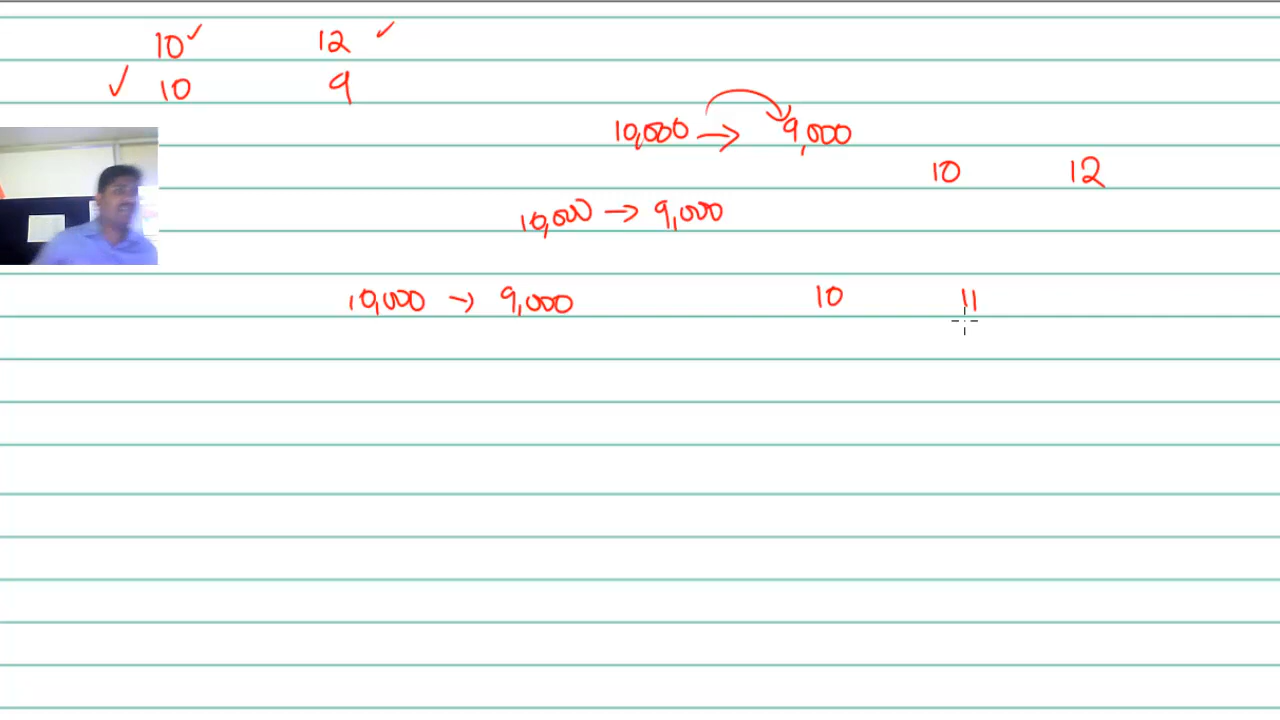 10✓ 12 ✓
✓ 10 9
10,000 → 9,000
10 12
10,000 → 9,000
10,000 → 9,000 10 11